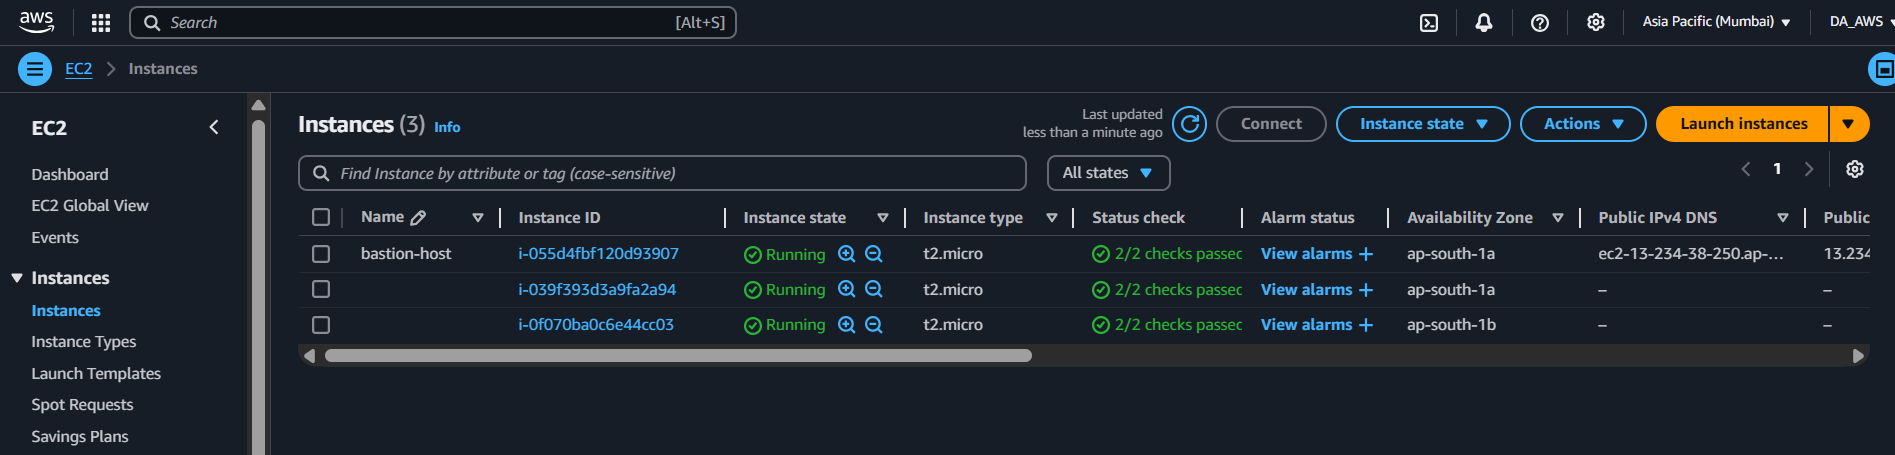 aws Search [Alt+S] Asia Pacific (Mumbai) DA_AWS
EC2 Instances
EC2
Dashboard
EC2 Global View
Events
Instances
Instances
Instance Types
Launch Templates
Spot Requests
Savings Plans
Instances (3) Info
Last updated
less than a minute ago
Connect Instance state Actions Launch instances
Find Instance by attribute or tag (case-sensitive) All states 1
Name Instance ID Instance state Instance type Status check Alarm status Availability Zone Public IPv4 DNS Public
bastion-host i-055d4fbf120d93907 Running t2.micro 2/2 checks passec View alarms + ap-south-1a ec2-13-234-38-250.ap-... 13.234
i-039f393d3a9fa2a94 Running t2.micro 2/2 checks passec View alarms + ap-south-1a – –
i-0f070ba0c6e44cc03 Running t2.micro 2/2 checks passec View alarms + ap-south-1b – –